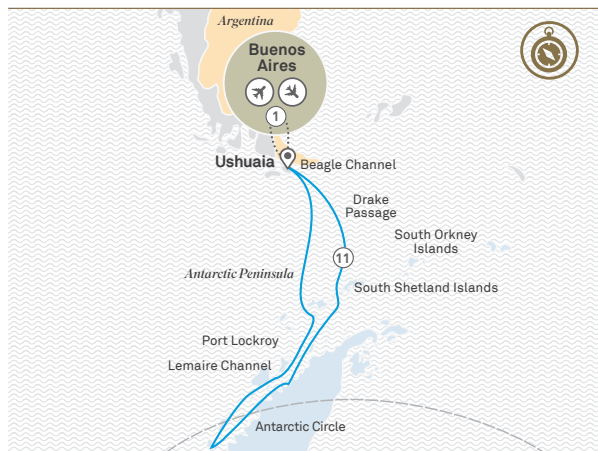 Argentina
Buenos
Aires
1
Ushuaia
Beagle Channel
Drake
Passage
South Orkney
Islands
11
Antarctic Peninsula
South Shetland Islands
Port Lockroy
Lemaire Channel
Antarctic Circle